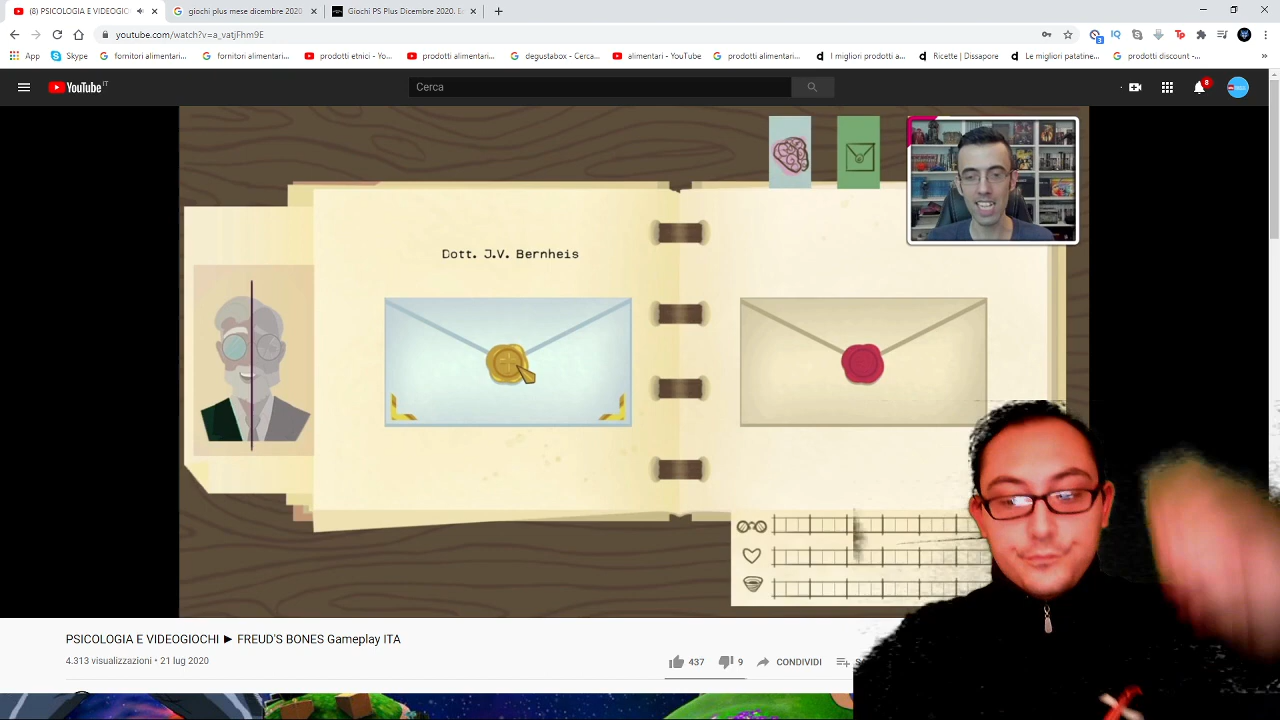 (8) PSICOLOGIA E VIDEOGIO
giochi plus mese dicembre 2020
Giochi PS Plus Dicembre 2020.
youtube.com/watch?v=a_vatjFhm9E
App
Skype
fornitori alimentari...
fornitori alimentari...
prodotti etnici - Yo...
prodotti alimentari...
degustabox - Cerca...
alimentari - YouTube
prodotti alimentari...
I migliori prodotti a...
Ricette | Dissapore
Le migliori patatine...
prodotti discount -...
YouTube IT
Cerca
8
Dott. J.V. Bernheis
PSICOLOGIA E VIDEOGIOCHI ► FREUD'S BONES Gameplay ITA
4.313 visualizzazioni • 21 lug 2020
437
9
CONDIVIDI